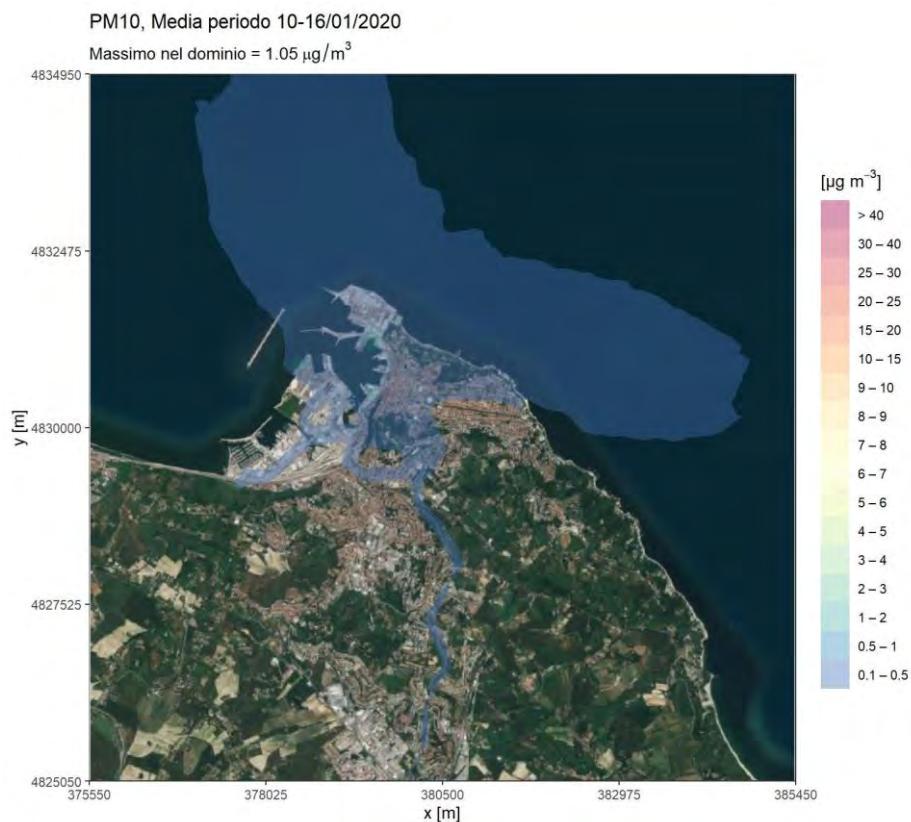 PM10, Media periodo 10-16/01/2020
Massimo nel dominio = 1.05 μg/m³
4834950
4832475
4830000
4827525
4825050
y [m]
375550
378025
380500
382975
385450
x [m]
[μg m⁻³]
> 40
30 – 40
25 – 30
20 – 25
15 – 20
10 – 15
9 – 10
8 – 9
7 – 8
6 – 7
5 – 6
4 – 5
3 – 4
2 – 3
1 – 2
0.5 – 1
0.1 – 0.5